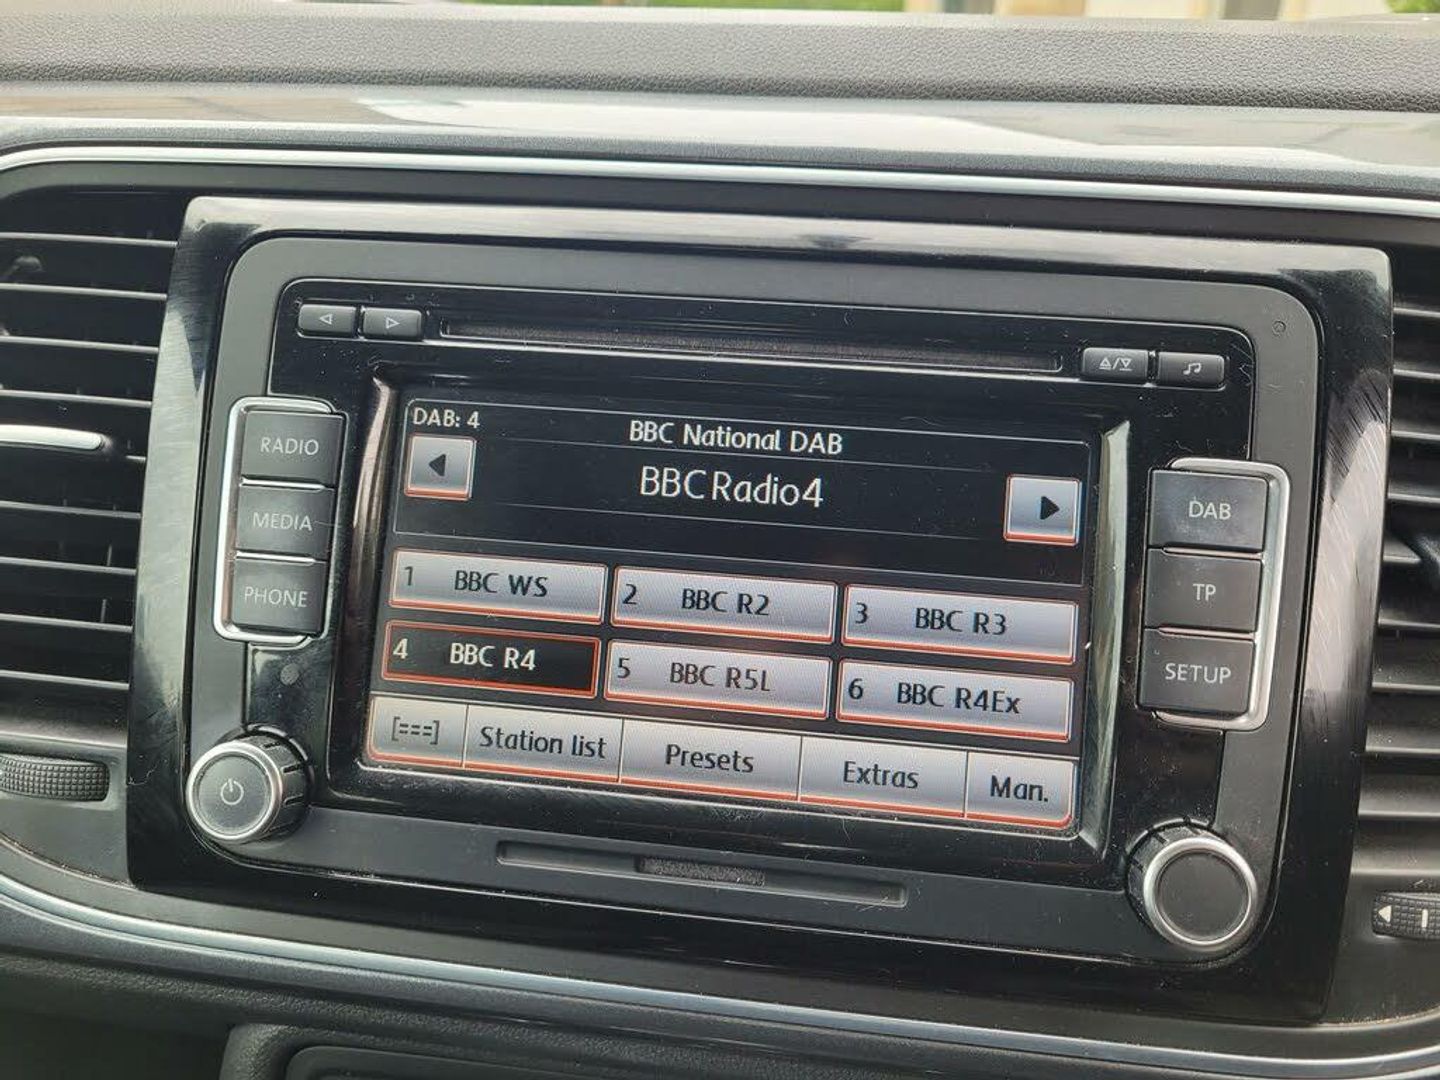 RADIO
MEDIA
PHONE
DAB: 4
BBC National DAB
BBC Radio4
1 BBC WS
2 BBC R2
3 BBC R3
4 BBC R4
5 BBC R5L
6 BBC R4Ex
Station list
Presets
Extras
Man.
DAB
TP
SETUP